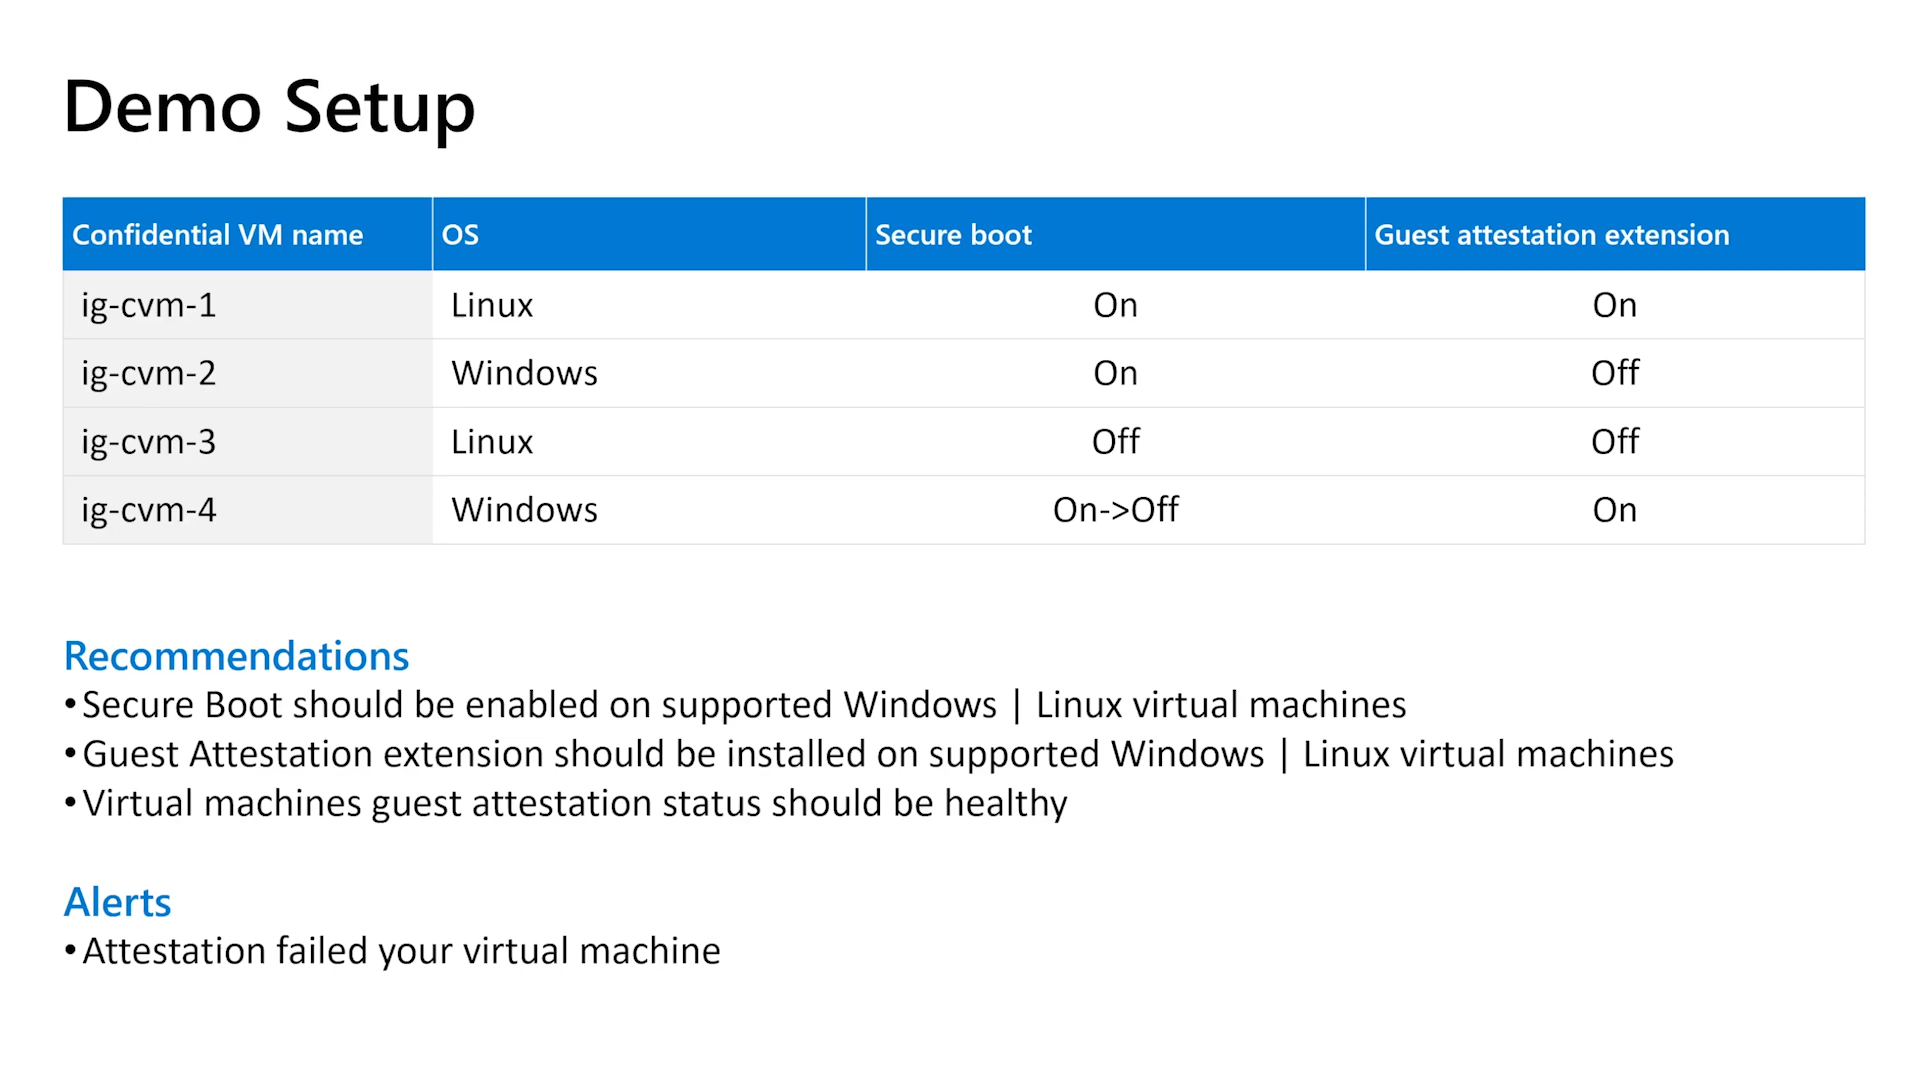 Demo Setup
Confidential VM name OS Secure boot Guest attestation extension
ig-cvm-1 Linux On On
ig-cvm-2 Windows On Off
ig-cvm-3 Linux Off Off
ig-cvm-4 Windows On->Off On
Recommendations
•Secure Boot should be enabled on supported Windows | Linux virtual machines
•Guest Attestation extension should be installed on supported Windows | Linux virtual machines
•Virtual machines guest attestation status should be healthy
Alerts
•Attestation failed your virtual machine